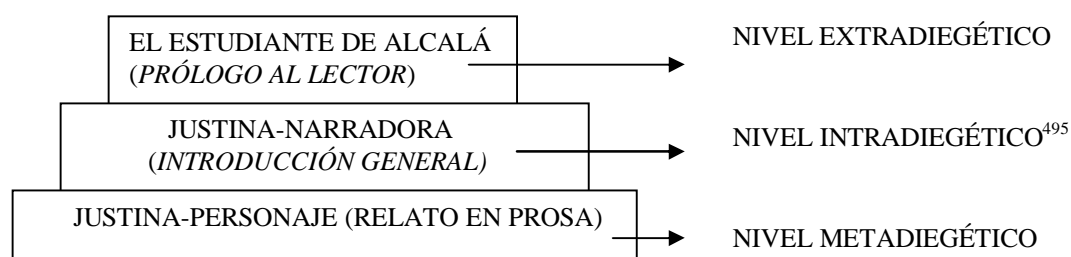 EL ESTUDIANTE DE ALCALÁ
(PRÓLOGO AL LECTOR)
NIVEL EXTRADIEGÉTICO
JUSTINA-NARRADORA
(INTRODUCCIÓN GENERAL)
NIVEL INTRADIEGÉTICO495
JUSTINA-PERSONAJE (RELATO EN PROSA)
NIVEL METADIEGÉTICO